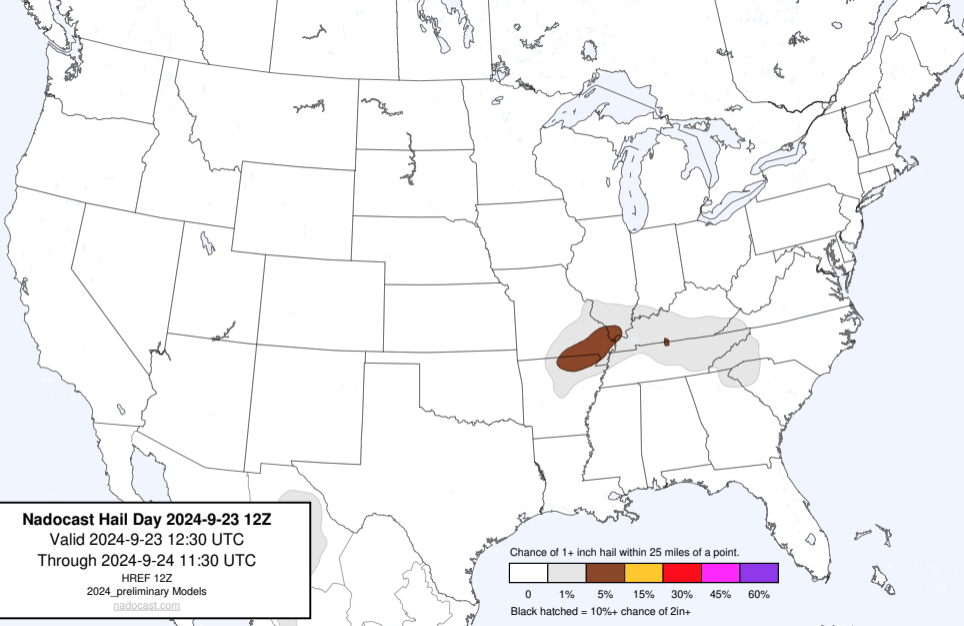 Nadocast Hail Day 2024-9-23 12Z
Valid 2024-9-23 12:30 UTC
Through 2024-9-24 11:30 UTC
HREF 12Z
2024_preliminary Models
nadocast.com
Chance of 1+ inch hail within 25 miles of a point.
0 1% 5% 15% 30% 45% 60%
Black hatched = 10%+ chance of 2in+